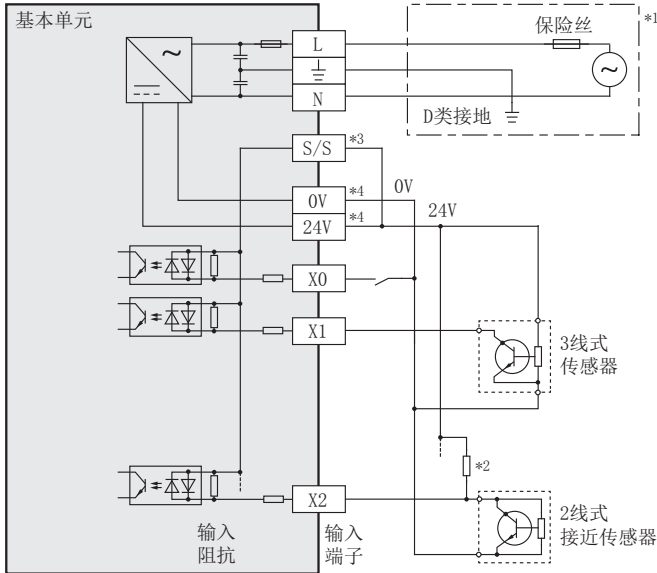 基本单元
保险丝
*1
L
N
D类接地
S/S
*3
0V
*4
0V
24V
*4
24V
X0
X1
3线式
传感器
*2
X2
2线式
接近传感器
输入
阻抗
输入
端子